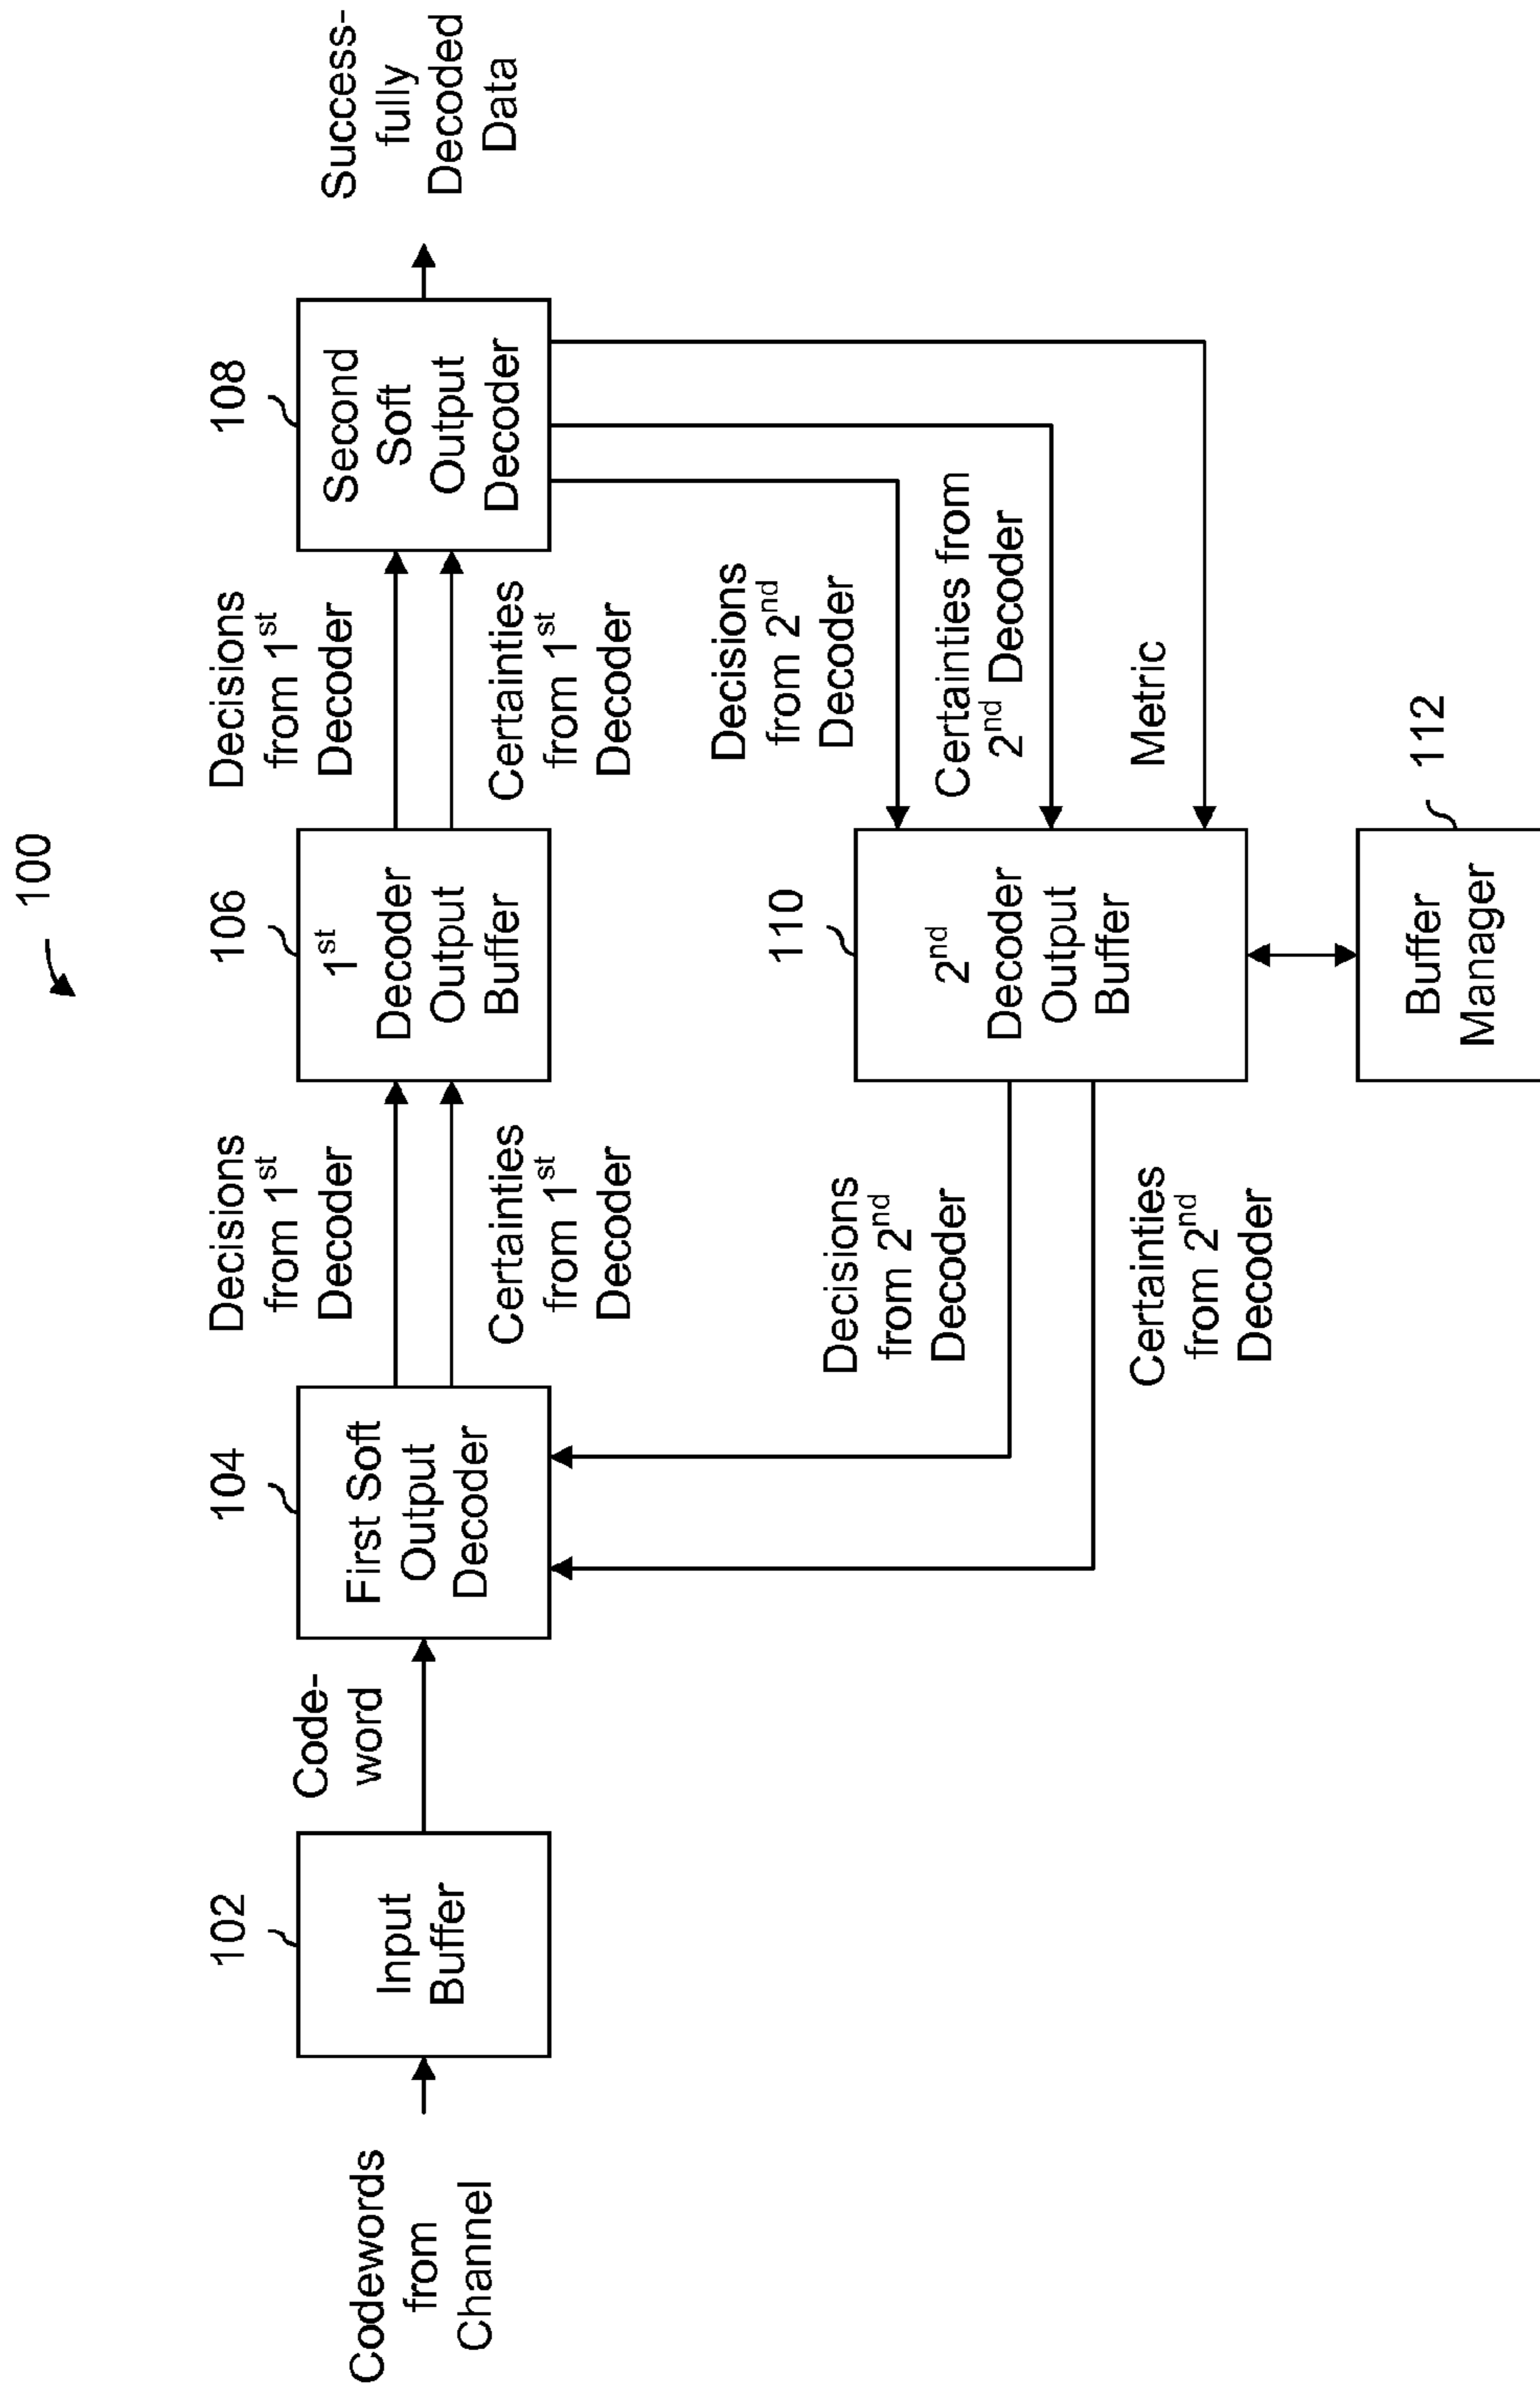 100
Codewords
from
Channel
102
Input
Buffer
Code-
word
104
First Soft
Output
Decoder
Decisions
from 1st
Decoder
Certainties
from 1st
Decoder
106
1st
Decoder
Output
Buffer
Decisions
from 1st
Decoder
Certainties
from 1st
Decoder
108
Second
Soft
Output
Decoder
Success-
fully
Decoded
Data
Decisions
from 2nd
Decoder
Certainties
from 2nd
Decoder
110
2nd
Decoder
Output
Buffer
Decisions
from 2nd
Decoder
Certainties from
2nd Decoder
Metric
112
Buffer
Manager